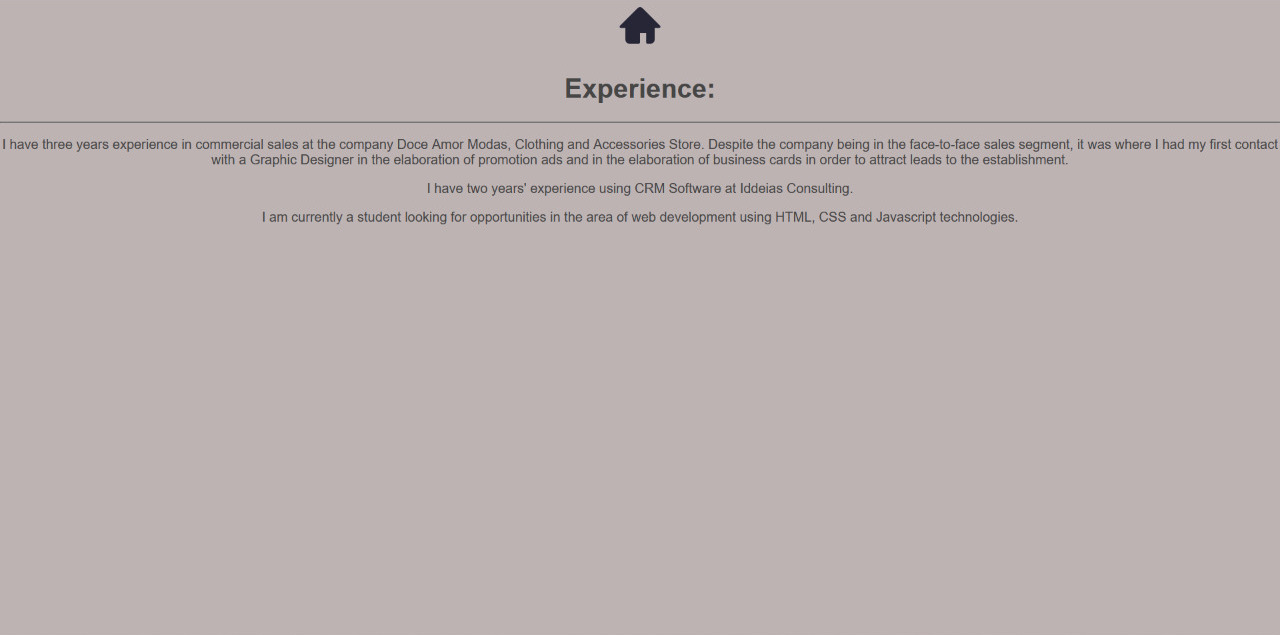 Experience:
I have three years experience in commercial sales at the company Doce Amor Modas, Clothing and Accessories Store. Despite the company being in the face-to-face sales segment, it was where I had my first contact
with a Graphic Designer in the elaboration of promotion ads and in the elaboration of business cards in order to attract leads to the establishment.
I have two years' experience using CRM Software at Iddeias Consulting.
I am currently a student looking for opportunities in the area of web development using HTML, CSS and Javascript technologies.